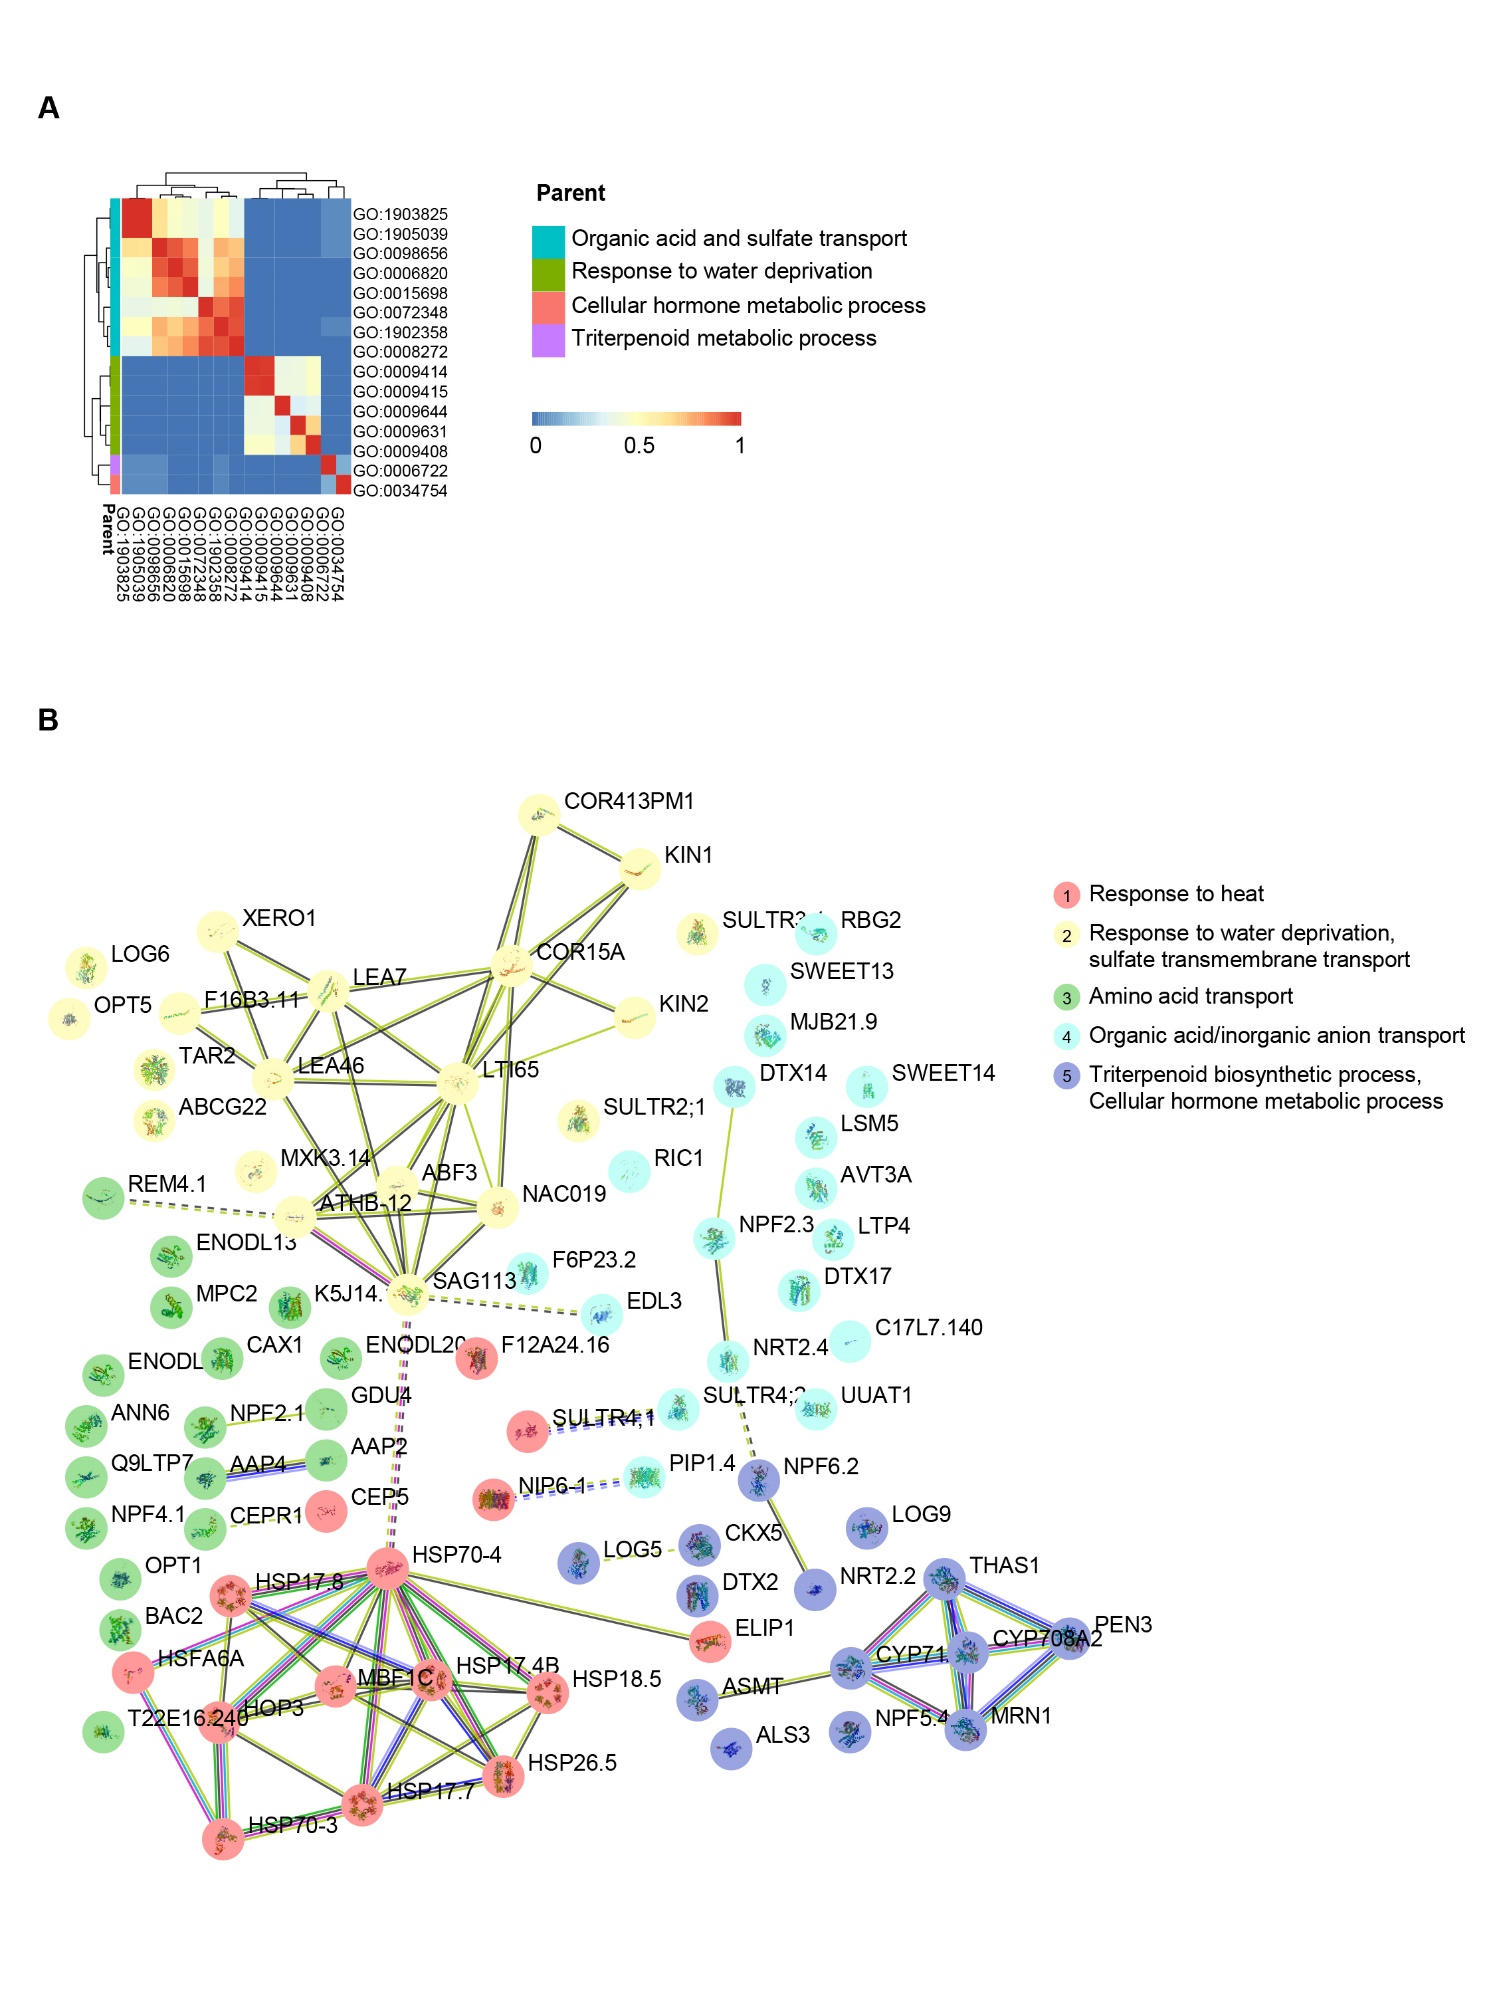 A
Parent
Organic acid and sulfate transport
Response to water deprivation
Cellular hormone metabolic process
Triterpenoid metabolic process
0
0.5
1
GO:1903825
GO:1905039
GO:0098656
GO:0006820
GO:0015698
GO:0072348
GO:1902358
GO:0008272
GO:0009414
GO:0009415
GO:0009644
GO:0009631
GO:0009408
GO:0006722
GO:0034754
Parent
GO:1903825
GO:1905039
GO:0098656
GO:0006820
GO:0015698
GO:0072348
GO:1902358
GO:0008272
GO:0009414
GO:0009415
GO:0009644
GO:0009631
GO:0009408
GO:0006722
GO:0034754
B
COR413PM1
KIN1
XERO1
SULTR3
RBG2
LOG6
COR15A
LEA7
SWEET13
OPT5
F16B3.11
KIN2
MJB21.9
TAR2
LEA46
LTI65
DTX14
SWEET14
ABCG22
SULTR2;1
LSM5
MXK3.14
ABF3
RIC1
AVT3A
REM4.1
ATHB-12
NAC019
NPF2.3
LTP4
ENODL13
F6P23.2
DTX17
MPC2
K5J14.
SAG113
EDL3
C17L7.140
ENODL
CAX1
ENODL20
F12A24.16
NRT2.4
ANN6
NPF2.1
GDU4
SULTR4;1
SULTR4;2
UUAT1
Q9LTP7
AAP4
AAP2
NIP6-1
PIP1.4
NPF6.2
NPF4.1
CEPR1
CEP5
LOG9
OPT1
HSP70-4
LOG5
CKX5
HSP17.8
DTX2
NRT2.2
THAS1
BAC2
ELIP1
PEN3
HSFA6A
MBF1C
HSP17.4B
HSP18.5
CYP71
CYP708A2
T22E16.240
HOP3
ASMT
NPF5.4
MRN1
ALS3
HSP26.5
HSP17.7
HSP70-3
1 Response to heat
2 Response to water deprivation,
sulfate transmembrane transport
3 Amino acid transport
4 Organic acid/inorganic anion transport
5 Triterpenoid biosynthetic process,
Cellular hormone metabolic process